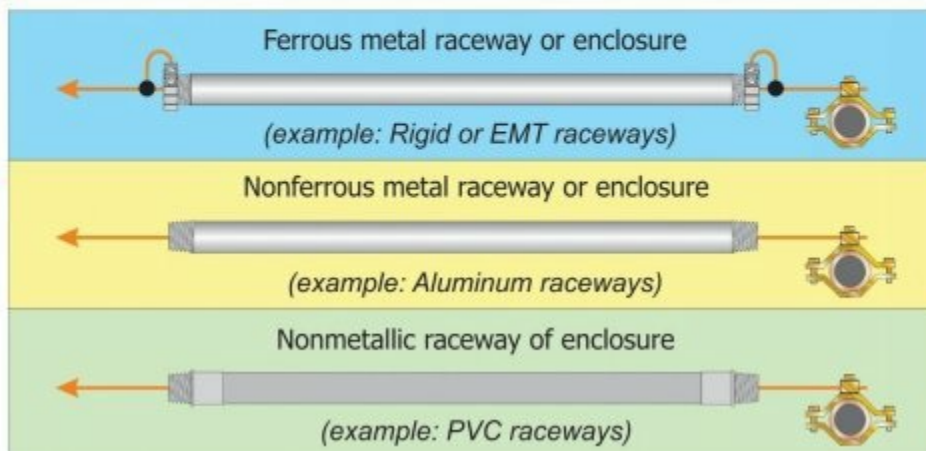 Ferrous metal raceway or enclosure
(example: Rigid or EMT raceways)
Nonferrous metal raceway or enclosure
(example: Aluminum raceways)
Nonmetallic raceway of enclosure
(example: PVC raceways)